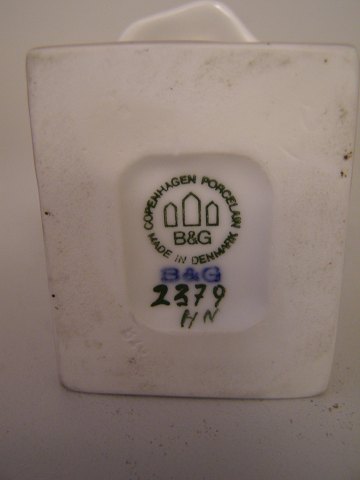 COPENHAGEN PORCELAIN
B&G
MADE IN DENMARK
B&G
2379
HN